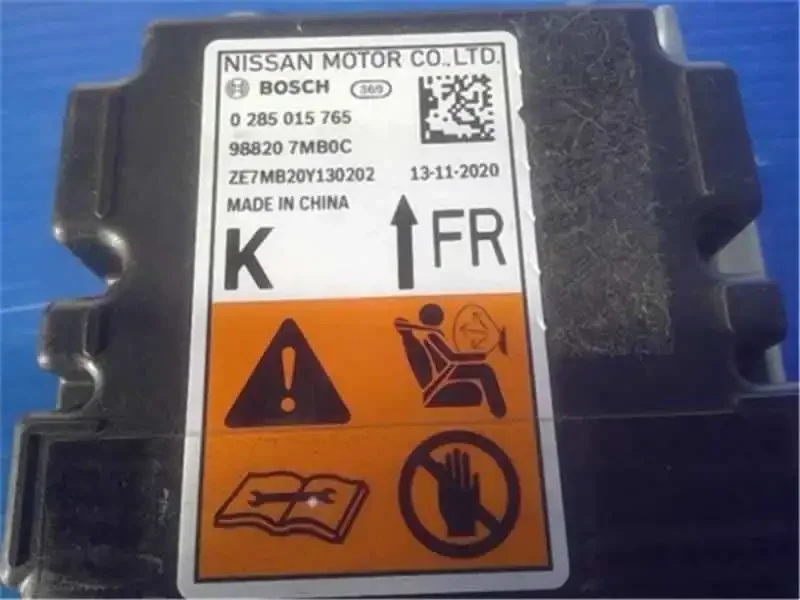 NISSAN MOTOR CO.,LTD.
BOSCH 369
0 285 015 765
98820 7MB0C
ZE7MB20Y130202 13-11-2020
MADE IN CHINA
K FR